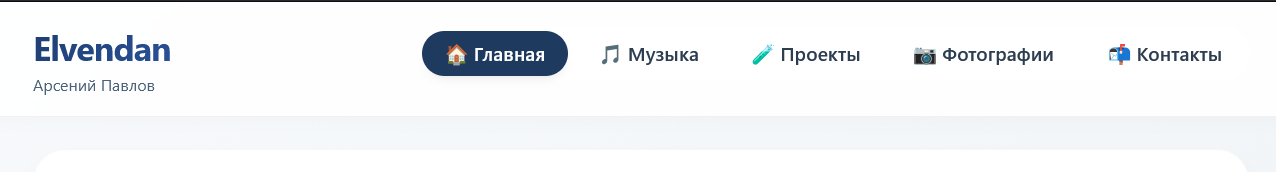 Elvendan
Арсений Павлов
🏠 Главная 🎵 Музыка 🧪 Проекты 📷 Фотографии 📬 Контакты